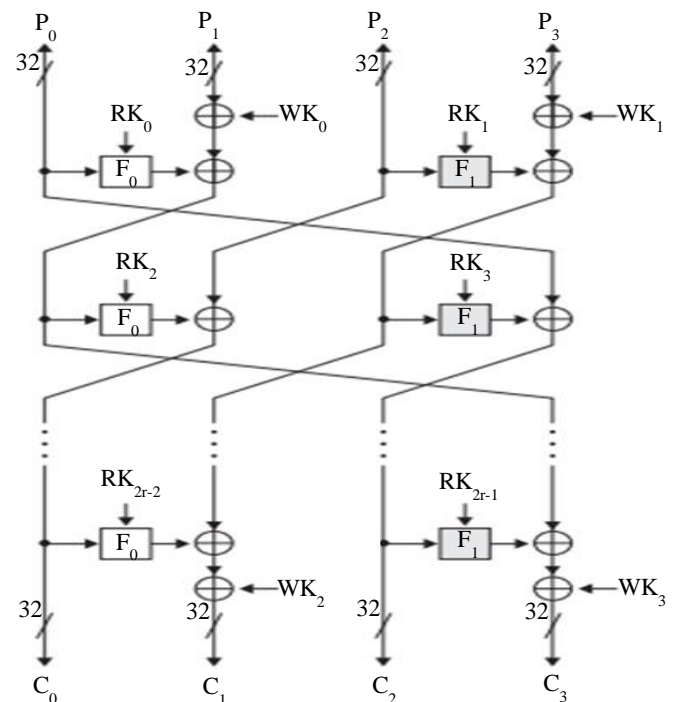 P₀ P₁ P₂ P₃
32 32 32 32
RK₀ WK₀ RK₁ WK₁
F₀ F₁
RK₂ RK₃
F₀ F₁
RK₂ᵣ₋₂ RK₂ᵣ₋₁
F₀ F₁
WK₂ WK₃
32 32 32 32
C₀ C₁ C₂ C₃